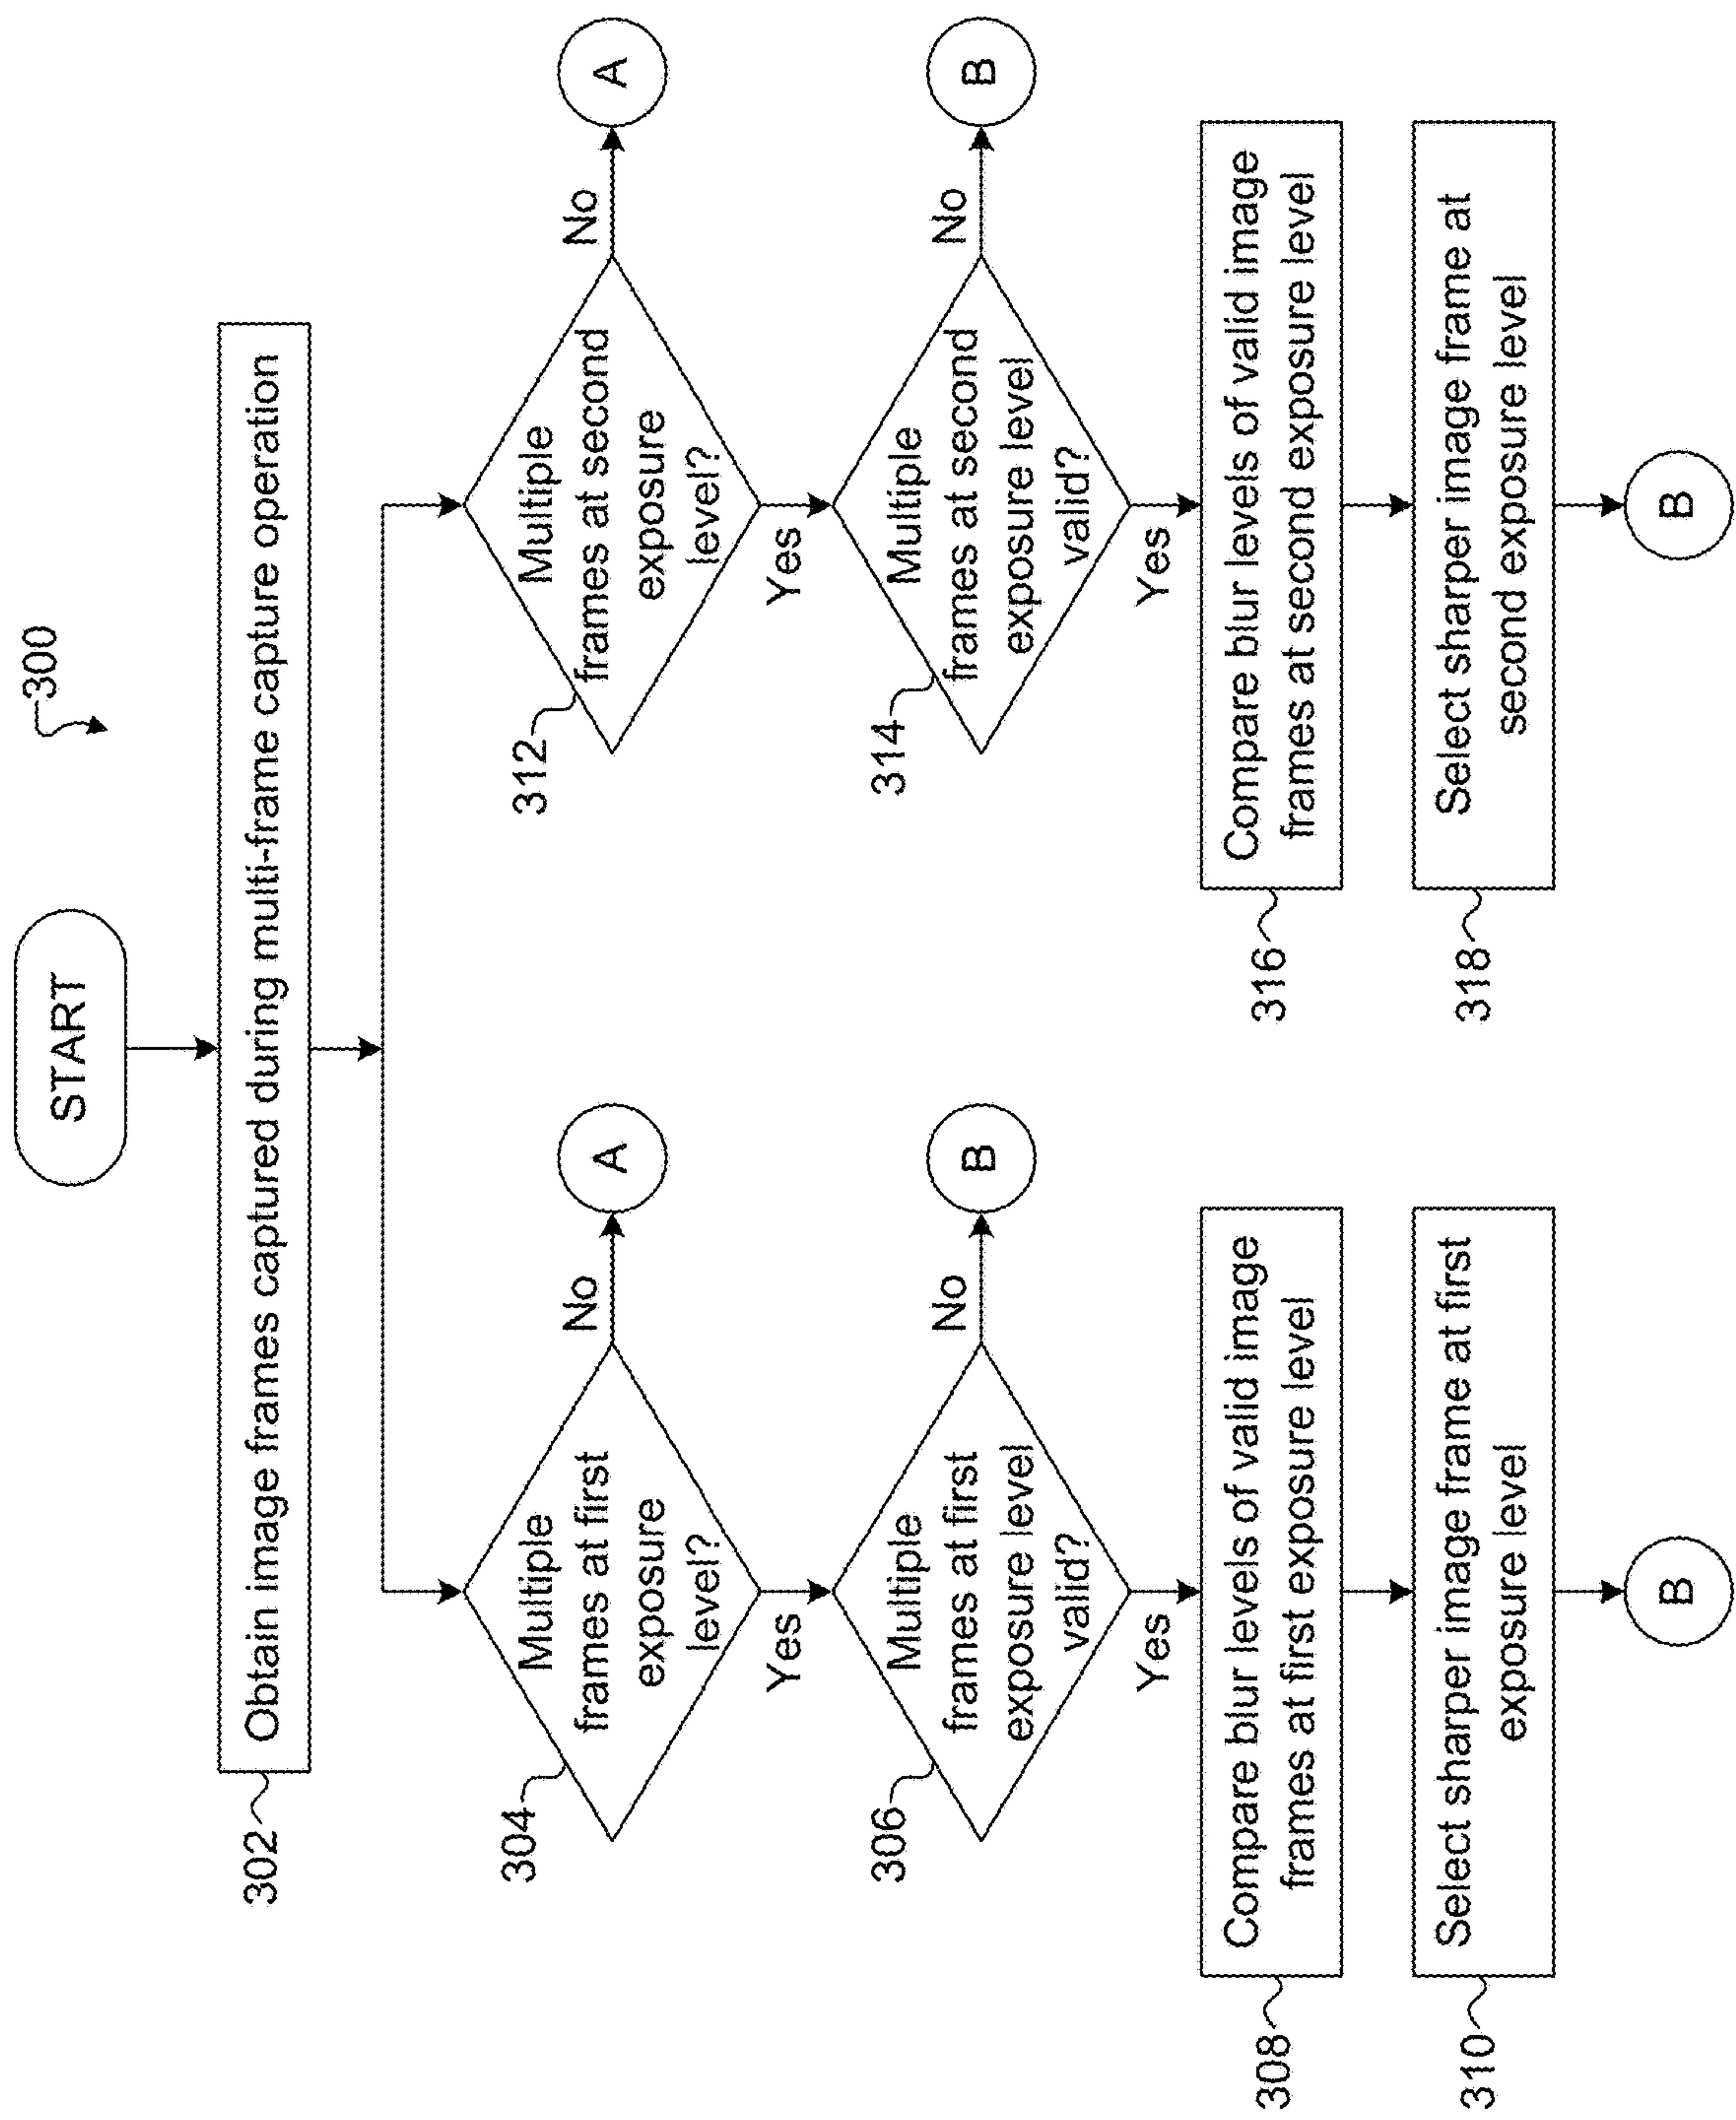 300
START
302
Obtain image frames captured during multi-frame capture operation
304
Multiple
frames at first
exposure
level?
No
A
Yes
306
Multiple
frames at first
exposure level
valid?
No
B
Yes
308
Compare blur levels of valid image
frames at first exposure level
310
Select sharper image frame at first
exposure level
B
312
Multiple
frames at second
exposure
level?
No
A
Yes
314
Multiple
frames at second
exposure level
valid?
No
B
Yes
316
Compare blur levels of valid image
frames at second exposure level
318
Select sharper image frame at
second exposure level
B